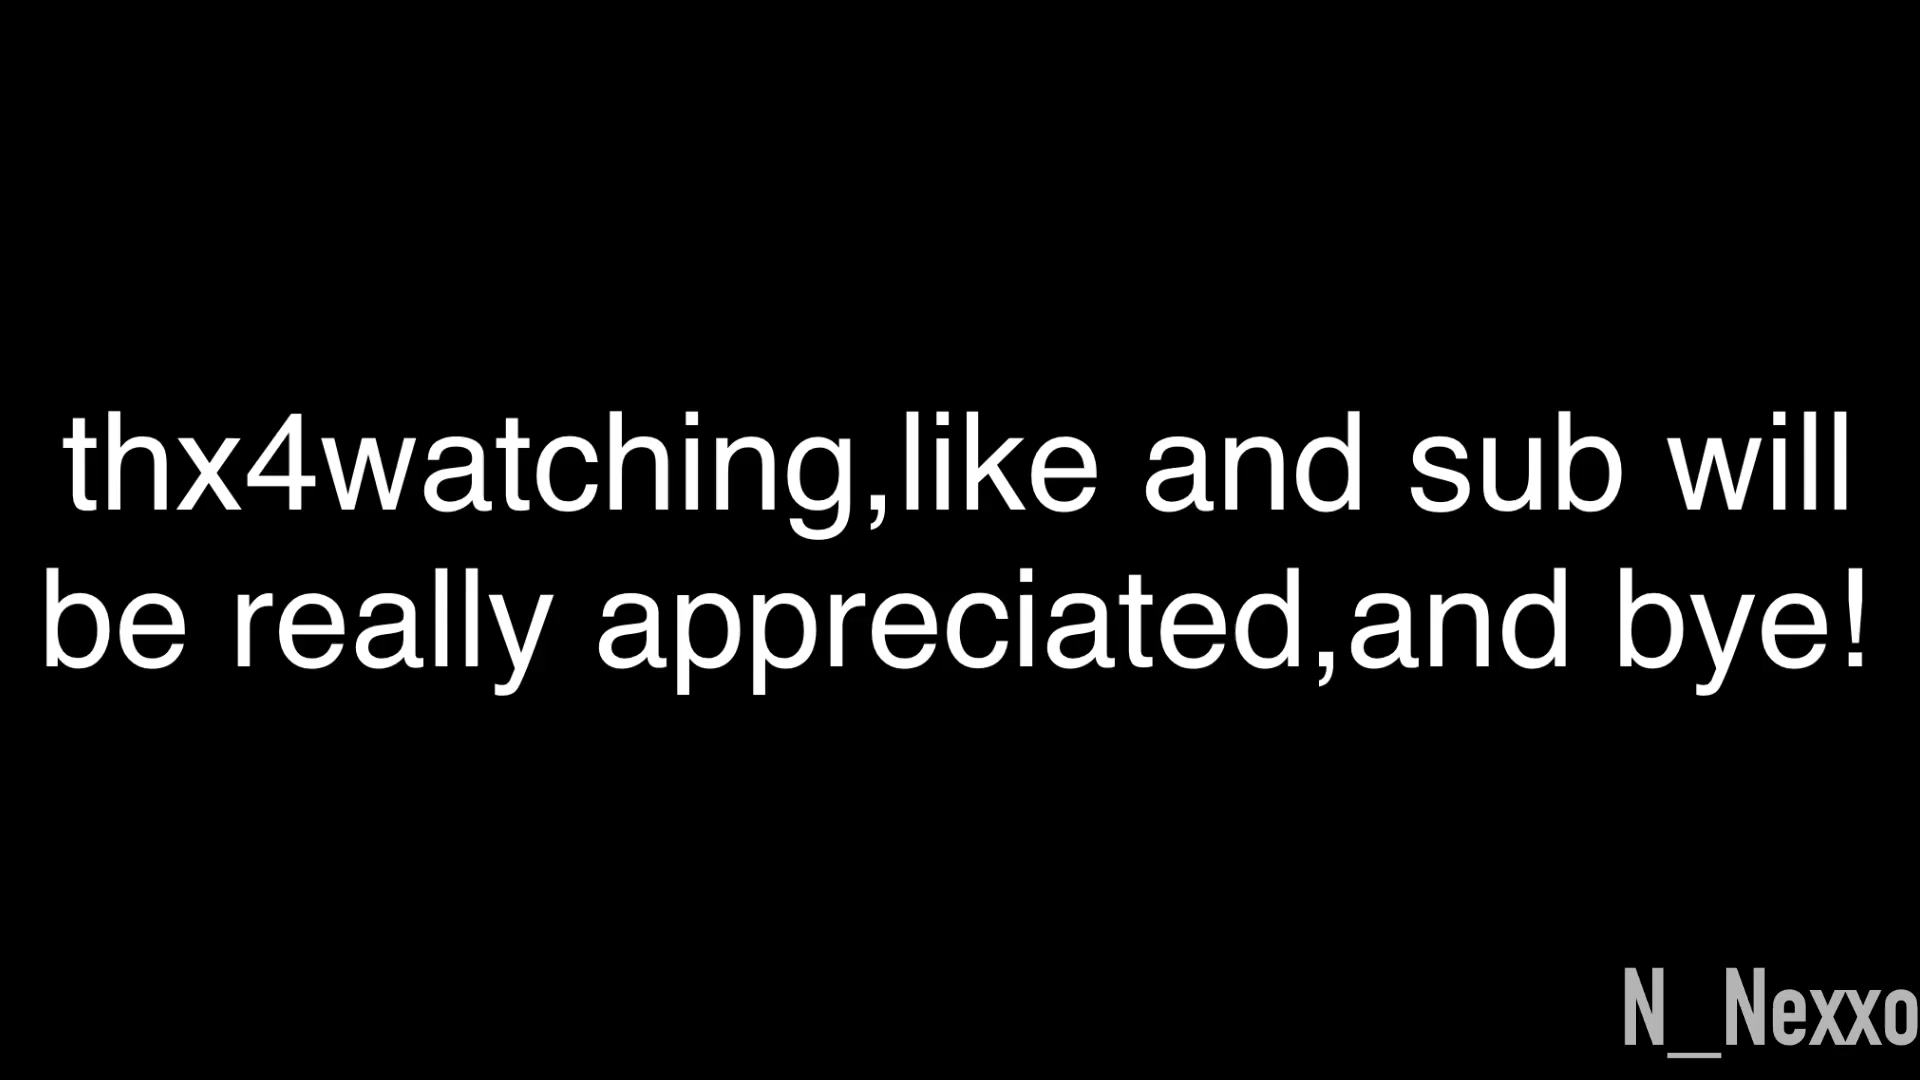 thx4watching,like and sub will
be really appreciated,and bye!
N_Nexxo